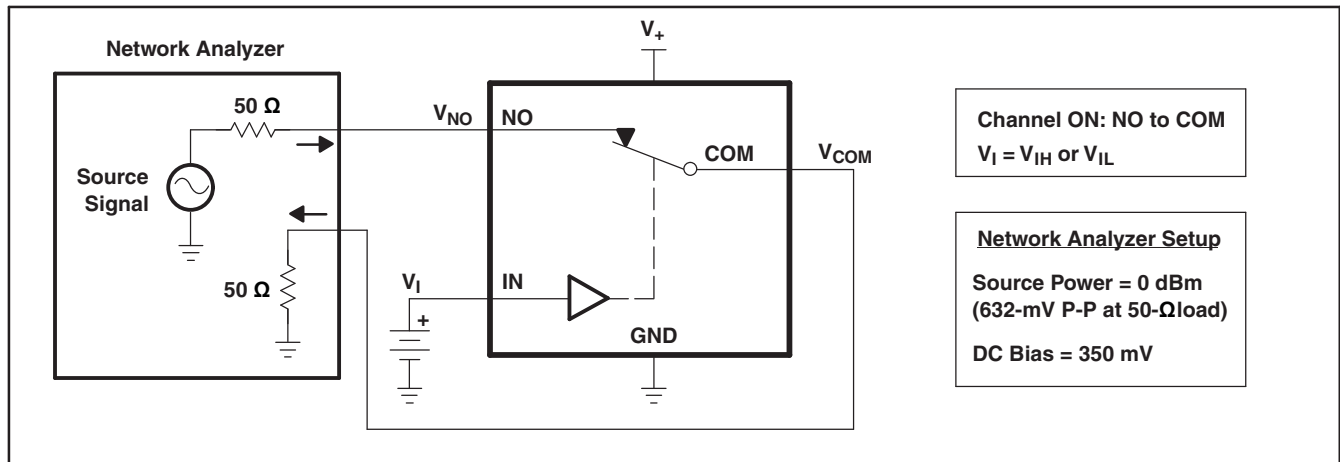 Network Analyzer
50 Ω
Source
Signal
50 Ω
V+
VNO
NO
COM
VCOM
VI
+
IN
GND
Channel ON: NO to COM
VI = VIH or VIL
Network Analyzer Setup
Source Power = 0 dBm
(632-mV P-P at 50-Ωload)
DC Bias = 350 mV